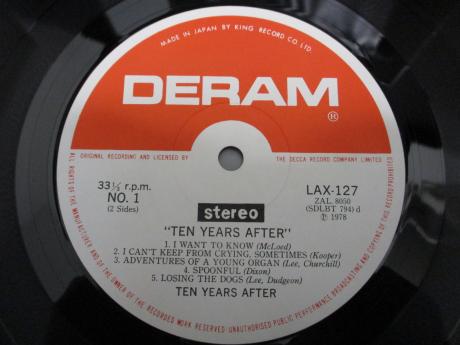 MADE IN JAPAN BY KING RECORD CO. LTD.
DERAM
®
ORIGINAL RECORDING AND LICENSED BY THE DECCA RECORD COMPANY LIMITED
33⅓ r.p.m.
NO. 1
(2 Sides)
stereo
LAX-127
ZAL. 8050
(SDLBT 794) d
Ⓟ 1978
"TEN YEARS AFTER"
1. I WANT TO KNOW (McLoed)
2. I CAN'T KEEP FROM CRYING, SOMETIMES (Kooper)
3. ADVENTURES OF A YOUNG ORGAN (Lee, Churchill)
4. SPOONFUL (Dixon)
5. LOSING THE DOGS (Lee, Dudgeon)
TEN YEARS AFTER
ALL RIGHTS OF THE MANUFACTURER AND OF THE OWNER OF THE RECORDED WORK RESERVED·UNAUTHORISED PUBLIC PERFORMANCE BROADCASTING AND COPYING OF THIS RECORD PROHIBITED